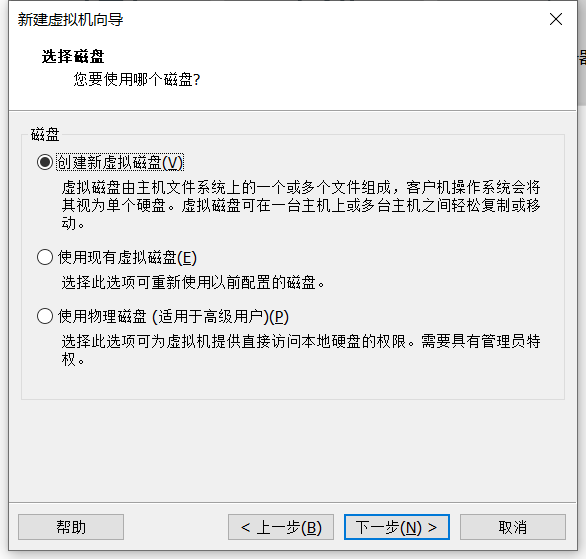 新建虚拟机向导
选择磁盘
您要使用哪个磁盘?
磁盘
创建新虚拟磁盘(V)
虚拟磁盘由主机文件系统上的一个或多个文件组成，客户机操作系统会将
其视为单个硬盘。虚拟磁盘可在一台主机上或多台主机之间轻松复制或移
动。
使用现有虚拟磁盘(E)
选择此选项可重新使用以前配置的磁盘。
使用物理磁盘 (适用于高级用户)(P)
选择此选项可为虚拟机提供直接访问本地硬盘的权限。需要具有管理员特
权。
帮助
< 上一步(B)
下一步(N) >
取消